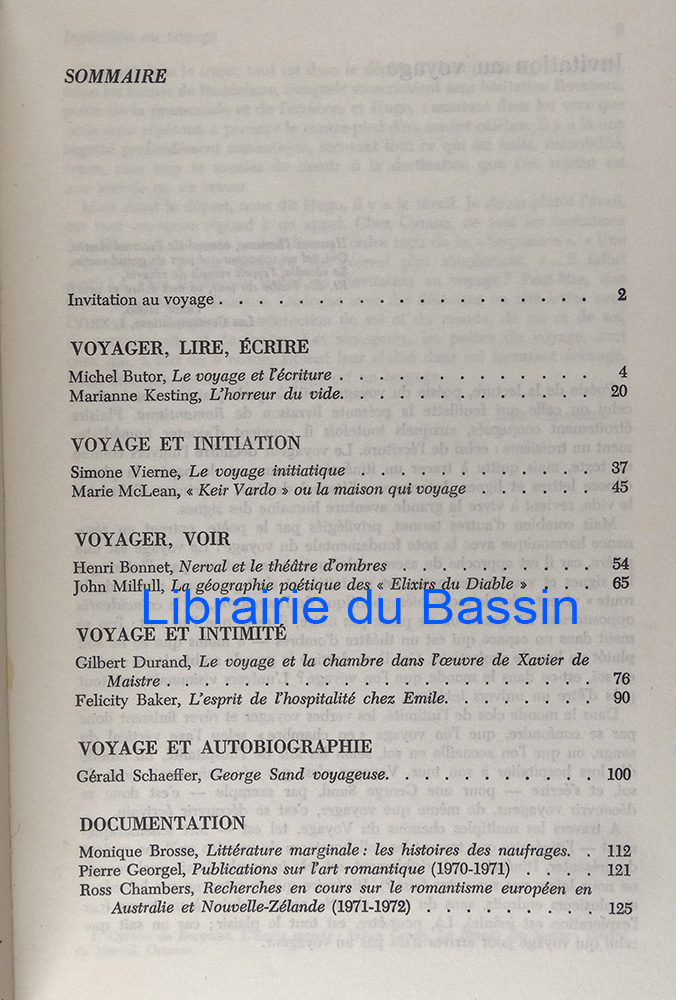 SOMMAIRE
Invitation au voyage . . . . . . . . . . . . . . . . . . . 2
VOYAGER, LIRE, ÉCRIRE
Michel Butor, Le voyage et l'écriture . . . . . . . . . . . . . 4
Marianne Kesting, L'horreur du vide. . . . . . . . . . . . . 20
VOYAGE ET INITIATION
Simone Vierne, Le voyage initiatique . . . . . . . . . . . . 37
Marie McLean, « Keir Vardo » ou la maison qui voyage . . . . . . 45
VOYAGER, VOIR
Henri Bonnet, Nerval et le théâtre d'ombres . . . . . . . . . . 54
John Milfull, La géographie poétique des « Elixirs du Diable » . . . 65
Librairie du Bassin
VOYAGE ET INTIMITÉ
Gilbert Durand, Le voyage et la chambre dans l'œuvre de Xavier de
Maistre . . . . . . . . . . . . . . . . . . . . . 76
Felicity Baker, L'esprit de l'hospitalité chez Emile. . . . . . . . 90
VOYAGE ET AUTOBIOGRAPHIE
Gérald Schaeffer, George Sand voyageuse. . . . . . . . . . . 100
DOCUMENTATION
Monique Brosse, Littérature marginale : les histoires des naufrages. . 112
Pierre Georgel, Publications sur l'art romantique (1970-1971) . . . . 121
Ross Chambers, Recherches en cours sur le romantisme européen en
Australie et Nouvelle-Zélande (1971-1972) . . . . . . . . 125